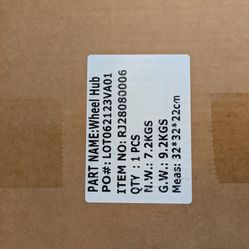 PART NAME:Wheel Hub
PO#: LOT062123VA01
ITEM NO: RJ28080006
QTY : 1 PCS
N.W.: 7.2KGS
G.W.: 9.2KGS
Meas: 32*32*22cm